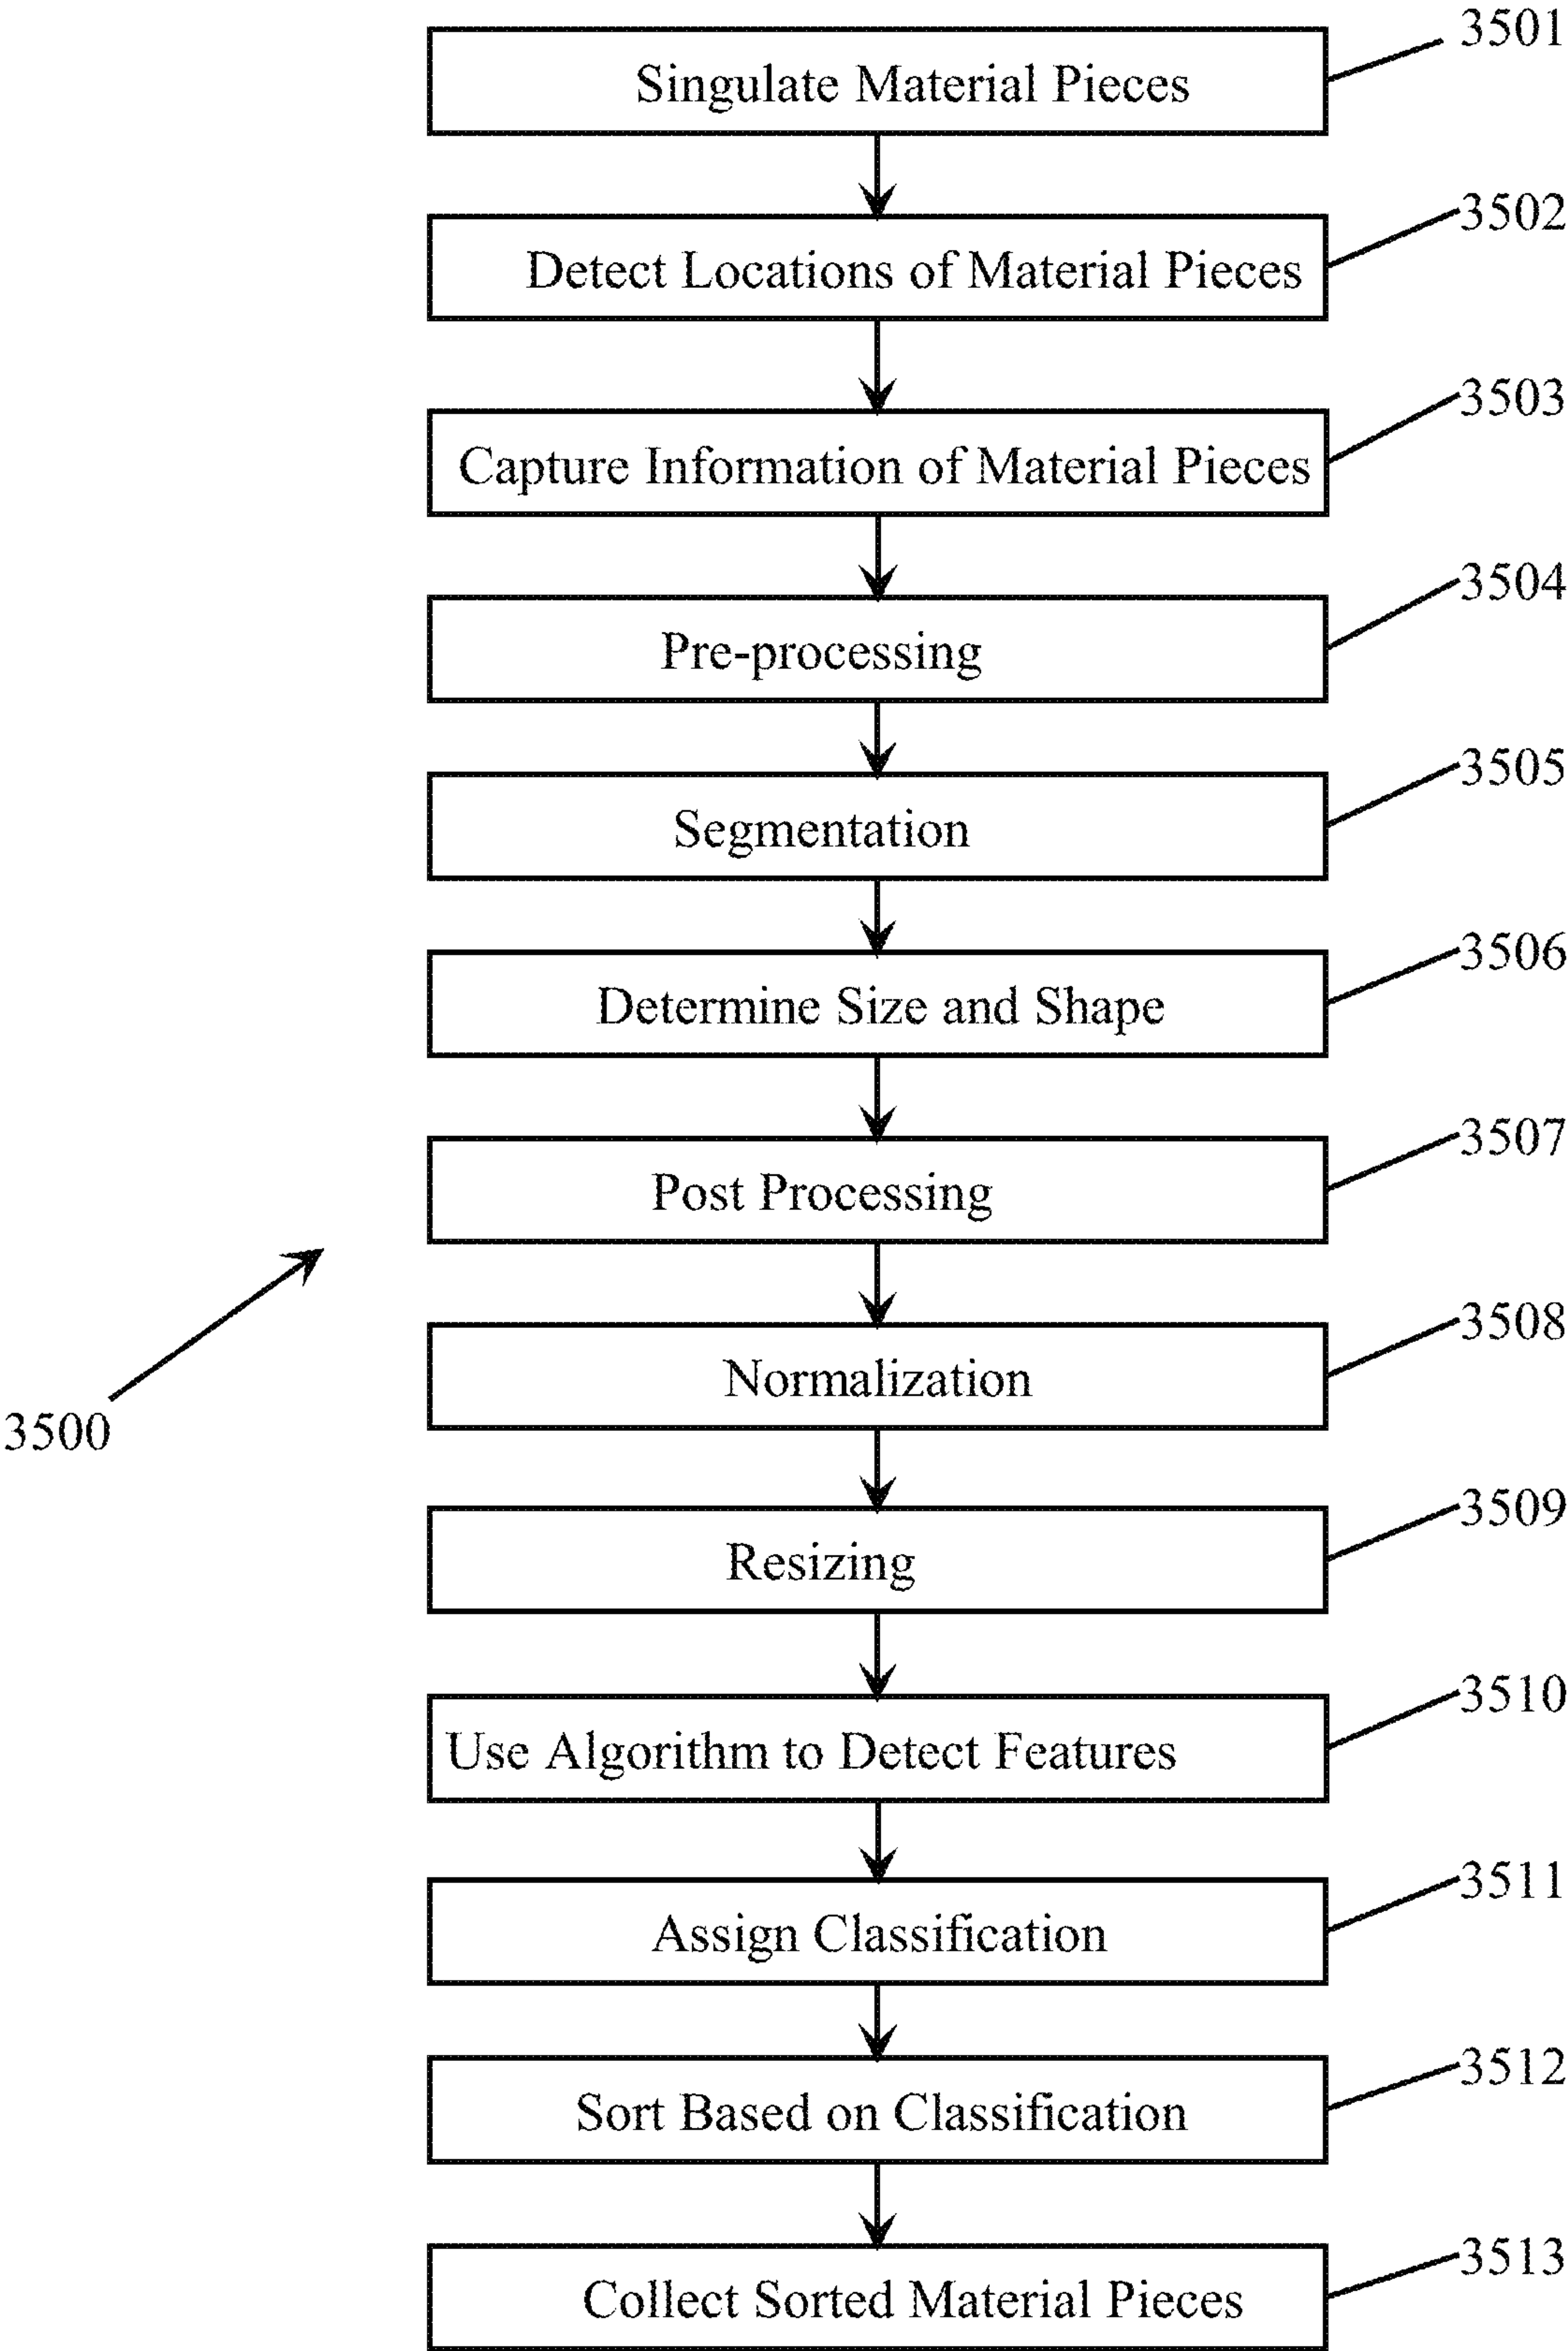 3501
Singulate Material Pieces
3502
Detect Locations of Material Pieces
3503
Capture Information of Material Pieces
3504
Pre-processing
3505
Segmentation
3506
Determine Size and Shape
3507
Post Processing
3508
Normalization
3500
3509
Resizing
3510
Use Algorithm to Detect Features
3511
Assign Classification
3512
Sort Based on Classification
3513
Collect Sorted Material Pieces